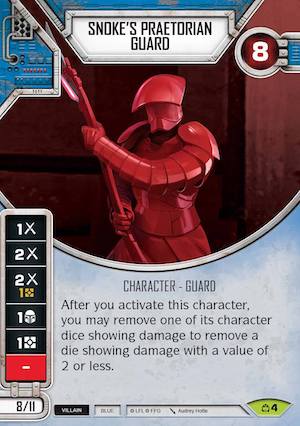 SNOKE'S PRAETORIAN
GUARD
8
1
2
2
1
1
1
-
CHARACTER - GUARD
After you activate this character,
you may remove one of its character
dice showing damage to remove a
die showing damage with a value of
2 or less.
8/11
VILLAIN
BLUE
© LFL © FFG
Audrey Hotte
4